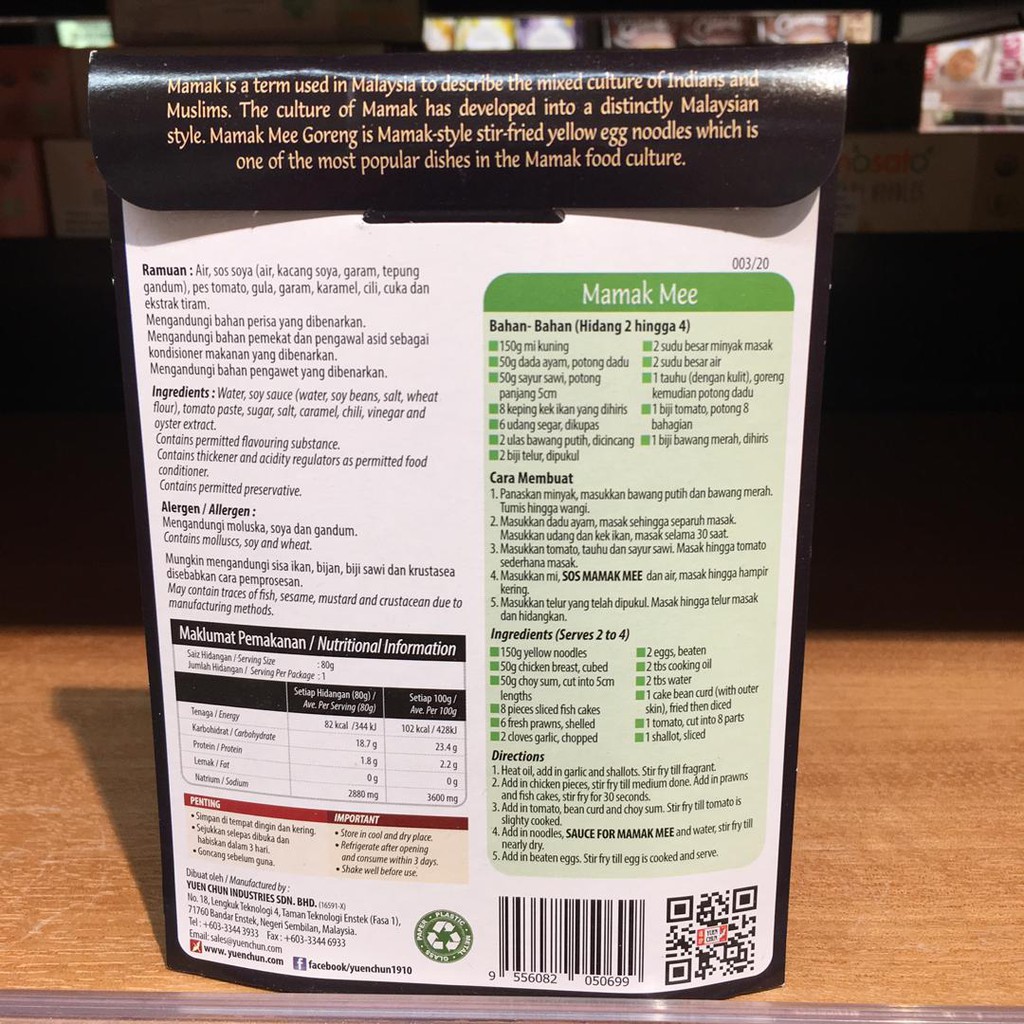 Mamak is a term used in Malaysia to describe the mixed culture of Indians and
Muslims. The culture of Mamak has developed into a distinctly Malaysian
style. Mamak Mee Goreng is Mamak-style stir-fried yellow egg noodles which is
one of the most popular dishes in the Mamak food culture.
Ramuan : Air, sos soya (air, kacang soya, garam, tepung
gandum), pes tomato, gula, garam, karamel, cili, cuka dan
ekstrak tiram.
Mengandungi bahan perisa yang dibenarkan.
Mengandungi bahan pemekat dan pengawal asid sebagai
kondisioner makanan yang dibenarkan.
Mengandungi bahan pengawet yang dibenarkan.
Ingredients : Water, soy sauce (water, soy beans, salt, wheat
flour), tomato paste, sugar, salt, caramel, chili, vinegar and
oyster extract.
Contains permitted flavouring substance.
Contains thickener and acidity regulators as permitted food
conditioner.
Contains permitted preservative.
Alergen / Allergen :
Mengandungi moluska, soya dan gandum.
Contains molluscs, soy and wheat.
Mungkin mengandungi sisa ikan, bijan, biji sawi dan krustasea
disebabkan cara pemprosesan.
May contain traces of fish, sesame, mustard and crustacean due to
manufacturing methods.
Maklumat Pemakanan / Nutritional Information
Saiz Hidangan / Serving Size : 80g
Jumlah Hidangan / Serving Per Package : 1
Setiap Hidangan (80g) / Setiap 100g /
Ave. Per Serving (80g) Ave. Per 100g
Tenaga / Energy 82 kcal /344 kJ 102 kcal / 428kJ
Karbohidrat / Carbohydrate 18.7 g 23.4 g
Protein / Protein 1.8 g 2.2 g
Lemak / Fat 0 g 0 g
Natrium / Sodium 2880 mg 3600 mg
PENTING
• Simpan di tempat dingin dan kering.
• Sejukkan selepas dibuka dan
habiskan dalam 3 hari.
• Goncang sebelum guna.
IMPORTANT
• Store in cool and dry place.
• Refrigerate after opening
and consume within 3 days.
• Shake well before use.
Dibuat oleh / Manufactured by :
YUEN CHUN INDUSTRIES SDN. BHD. (16591-X)
No. 18, Lengkuk Teknologi 4, Taman Teknologi Enstek (Fasa 1),
71760 Bandar Enstek, Negeri Sembilan, Malaysia.
Tel : +603-3344 3933 Fax : +603-3344 6933
Email: sales@yuenchun.com
www.yuenchun.com facebook/yuenchun1910
PAPER • PLASTIC • METAL • GLASS
003/20
Mamak Mee
Bahan- Bahan (Hidang 2 hingga 4)
150g mi kuning
50g dada ayam, potong dadu
50g sayur sawi, potong
panjang 5cm
8 keping kek ikan yang dihiris
6 udang segar, dikupas
2 ulas bawang putih, dicincang
2 biji telur, dipukul
2 sudu besar minyak masak
2 sudu besar air
1 tauhu (dengan kulit), goreng
kemudian potong dadu
1 biji tomato, potong 8
bahagian
1 biji bawang merah, dihiris
Cara Membuat
1. Panaskan minyak, masukkan bawang putih dan bawang merah.
Tumis hingga wangi.
2. Masukkan dadu ayam, masak sehingga separuh masak.
Masukkan udang dan kek ikan, masak selama 30 saat.
3. Masukkan tomato, tauhu dan sayur sawi. Masak hingga tomato
sederhana masak.
4. Masukkan mi, SOS MAMAK MEE dan air, masak hingga hampir
kering.
5. Masukkan telur yang telah dipukul. Masak hingga telur masak
dan hidangkan.
Ingredients (Serves 2 to 4)
150g yellow noodles
50g chicken breast, cubed
50g choy sum, cut into 5cm
lengths
8 pieces sliced fish cakes
6 fresh prawns, shelled
2 cloves garlic, chopped
2 eggs, beaten
2 tbs cooking oil
2 tbs water
1 cake bean curd (with outer
skin), fried then diced
1 tomato, cut into 8 parts
1 shallot, sliced
Directions
1. Heat oil, add in garlic and shallots. Stir fry till fragrant.
2. Add in chicken pieces, stir fry till medium done. Add in prawns
and fish cakes, stir fry for 30 seconds.
3. Add in tomato, bean curd and choy sum. Stir fry till tomato is
slighty cooked.
4. Add in noodles, SAUCE FOR MAMAK MEE and water, stir fry till
nearly dry.
5. Add in beaten eggs. Stir fry till egg is cooked and serve.
9 556082 050699
YUEN
CHUN